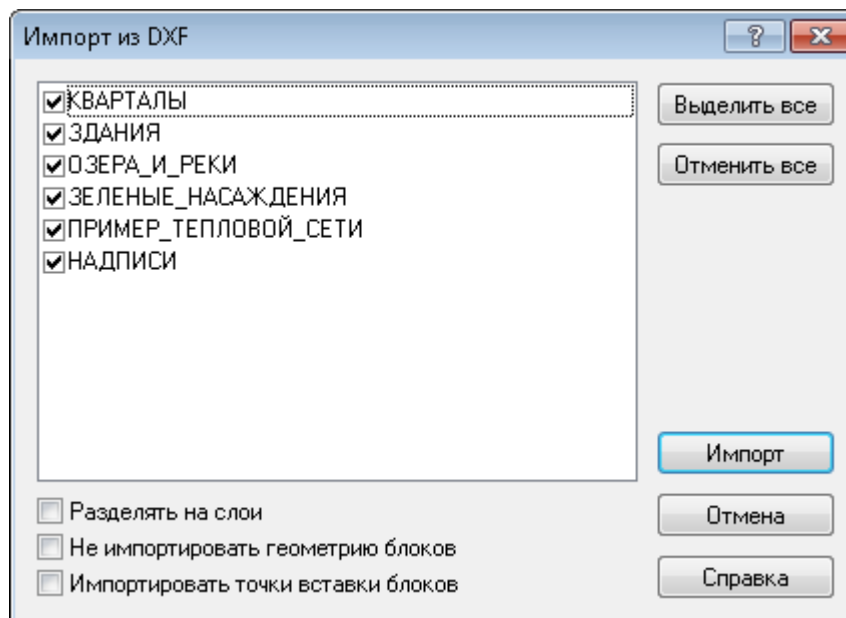 Импорт из DXF
КВАРТАЛЫ
ЗДАНИЯ
ОЗЕРА_И_РЕКИ
ЗЕЛЕНЫЕ_НАСАЖДЕНИЯ
ПРИМЕР_ТЕПЛОВОЙ_СЕТИ
НАДПИСИ
Выделить все
Отменить все
Импорт
Отмена
Справка
Разделять на слои
Не импортировать геометрию блоков
Импортировать точки вставки блоков